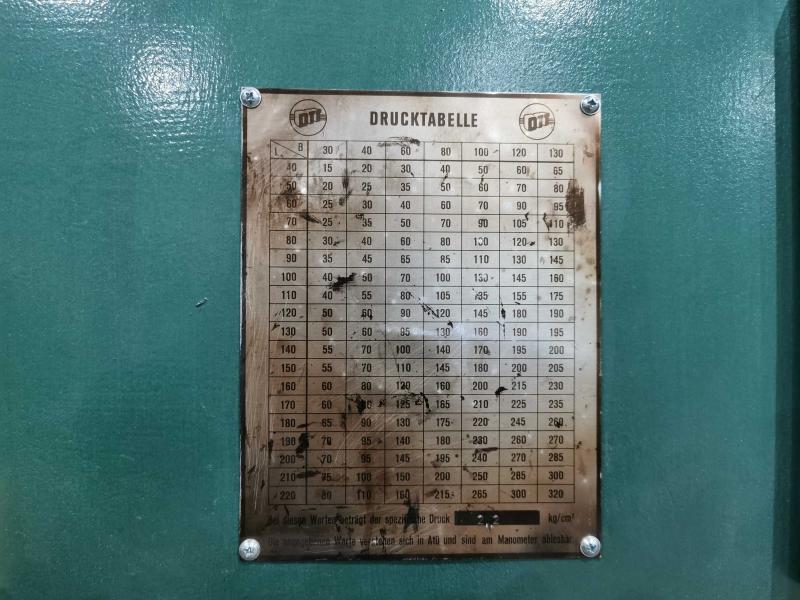 OTT DRUCKTABELLE OTT
L B 30 40 60 80 100 120 130
40 15 20 30 40 50 60 65
50 20 25 35 50 60 70 80
60 25 30 40 60 70 90 95
70 25 35 50 70 90 105 110
80 30 40 60 80 100 120 130
90 35 45 65 85 110 130 145
100 40 50 70 100 130 145 160
110 40 55 80 105 135 155 175
120 50 60 90 120 145 180 190
130 50 60 95 130 160 190 195
140 55 70 100 140 170 195 200
150 55 70 110 145 180 200 205
160 60 80 120 160 200 215 230
170 60 80 125 165 210 225 235
180 65 90 130 175 220 245 260
190 70 95 140 180 230 260 270
200 70 95 145 195 240 270 285
210 75 100 150 200 250 285 300
220 80 110 160 215 265 300 320
Bei diesen Werten beträgt der spezifische Druck 2,2 kg/cm²
Die angegebenen Werte verstehen sich in Atü und sind am Manometer ablesbar